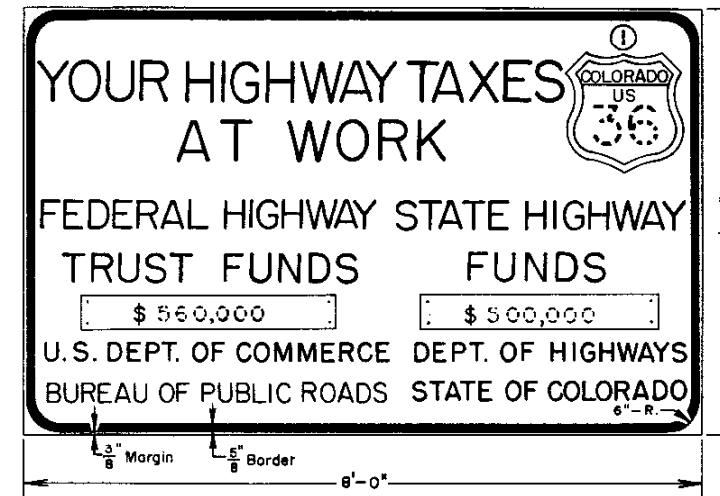 ①
YOUR HIGHWAY TAXES
AT WORK
COLORADO
US
36
FEDERAL HIGHWAY
TRUST FUNDS
$ 560,000
U.S. DEPT. OF COMMERCE
BUREAU OF PUBLIC ROADS
STATE HIGHWAY
FUNDS
$ 500,000
DEPT. OF HIGHWAYS
STATE OF COLORADO
6"-R.
3/8" Margin
5/8" Border
8'-0"